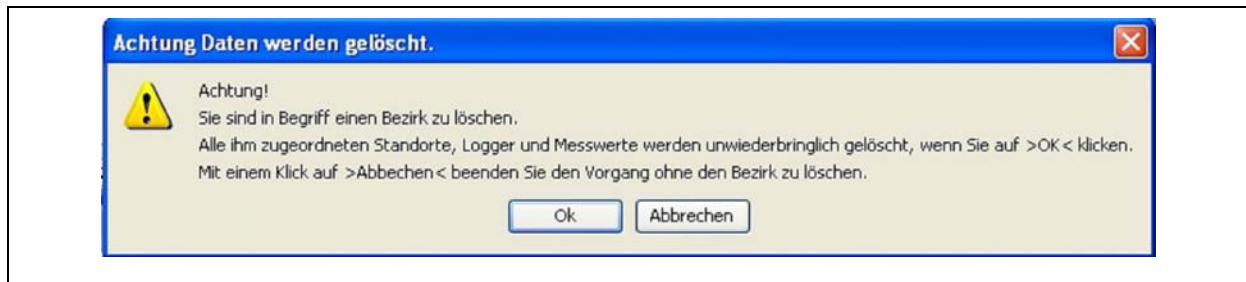 Achtung Daten werden gelöscht.
Achtung!
Sie sind in Begriff einen Bezirk zu löschen.
Alle ihm zugeordneten Standorte, Logger und Messwerte werden unwiederbringlich gelöscht, wenn Sie auf >OK< klicken.
Mit einem Klick auf >Abbechen< beenden Sie den Vorgang ohne den Bezirk zu löschen.
Ok Abbrechen